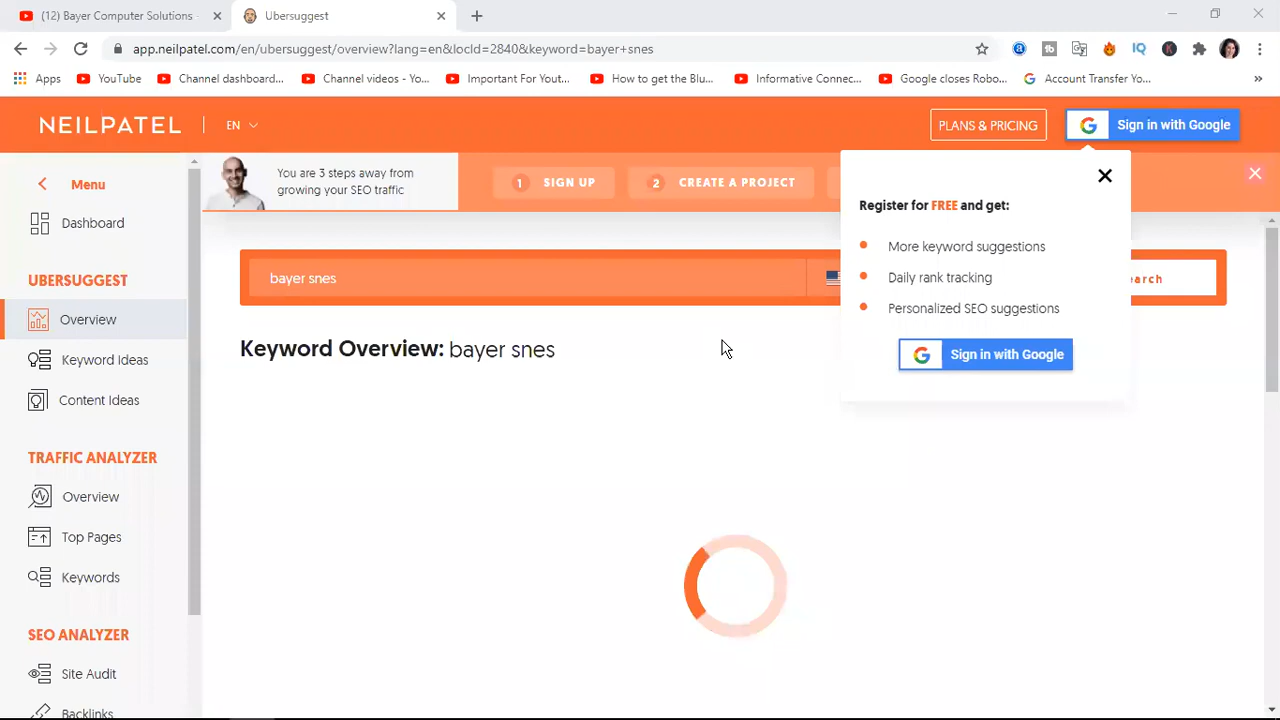 (12) Bayer Computer Solutions -
Ubersuggest
app.neilpatel.com/en/ubersuggest/overview?lang=en&locId=2840&keyword=bayer+snes
Apps
YouTube
Channel dashboard...
Channel videos - Yo...
Important For Yout...
How to get the Blu...
Informative Connec...
Google closes Robo...
Account Transfer Yo...
NEILPATEL
EN
PLANS & PRICING
Sign in with Google
Menu
You are 3 steps away from
growing your SEO traffic
1 SIGN UP
2 CREATE A PROJECT
Register for FREE and get:
More keyword suggestions
Daily rank tracking
Personalized SEO suggestions
Sign in with Google
Dashboard
UBERSUGGEST
Overview
Keyword Ideas
Content Ideas
TRAFFIC ANALYZER
Overview
Top Pages
Keywords
SEO ANALYZER
Site Audit
Backlinks
bayer snes
earch
Keyword Overview: bayer snes